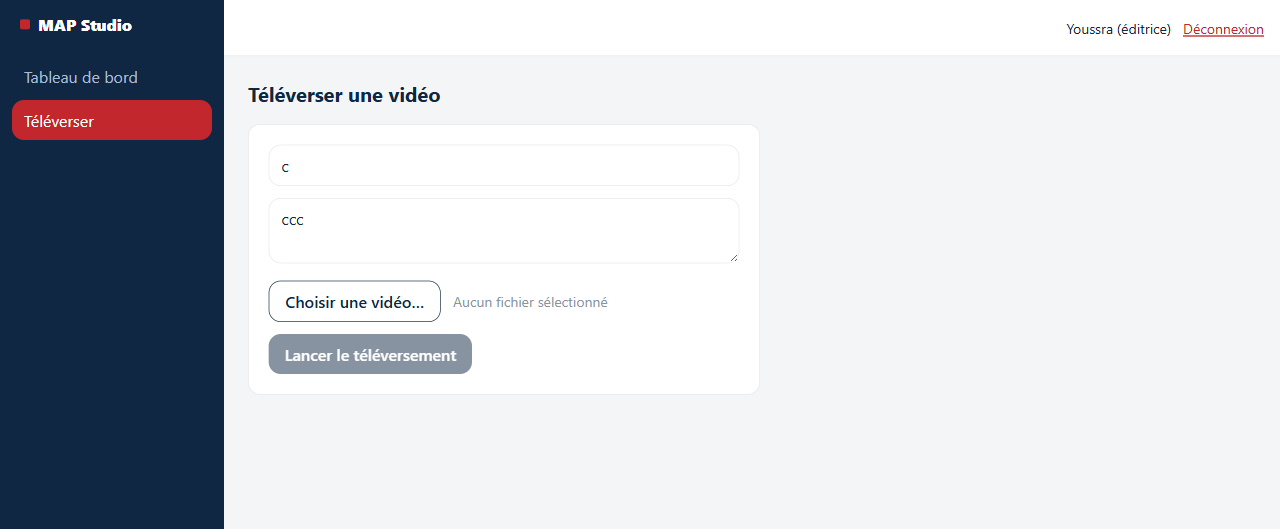 MAP Studio
Youssra (éditrice) Déconnexion
Tableau de bord
Téléverser
Téléverser une vidéo
c
ccc
Choisir une vidéo... Aucun fichier sélectionné
Lancer le téléversement